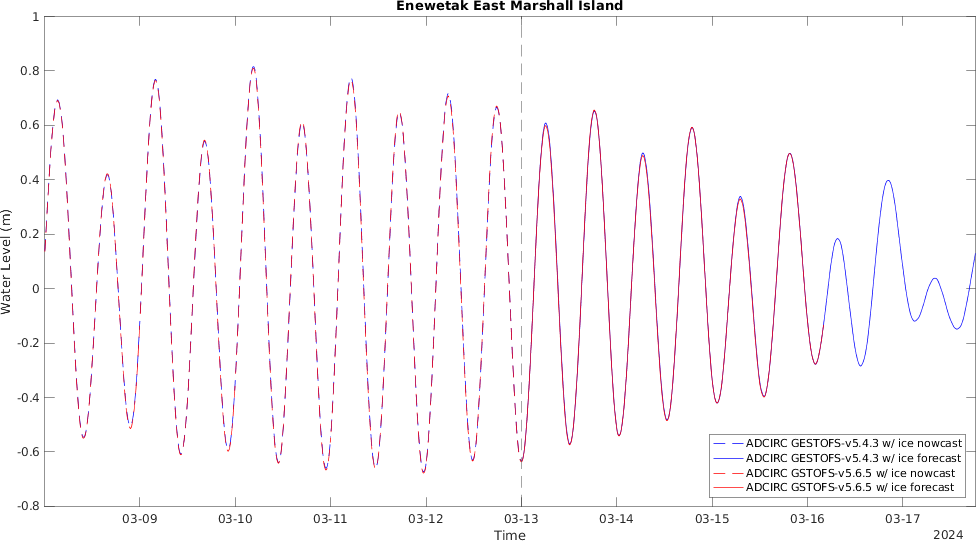 Enewetak East Marshall Island
1
0.8
0.6
0.4
0.2
0
-0.2
-0.4
-0.6
-0.8
Water Level (m)
ADCIRC GESTOFS-v5.4.3 w/ ice nowcast
ADCIRC GESTOFS-v5.4.3 w/ ice forecast
ADCIRC GSTOFS-v5.6.5 w/ ice nowcast
ADCIRC GSTOFS-v5.6.5 w/ ice forecast
03-09 03-10 03-11 03-12 03-13 03-14 03-15 03-16 03-17
Time
2024